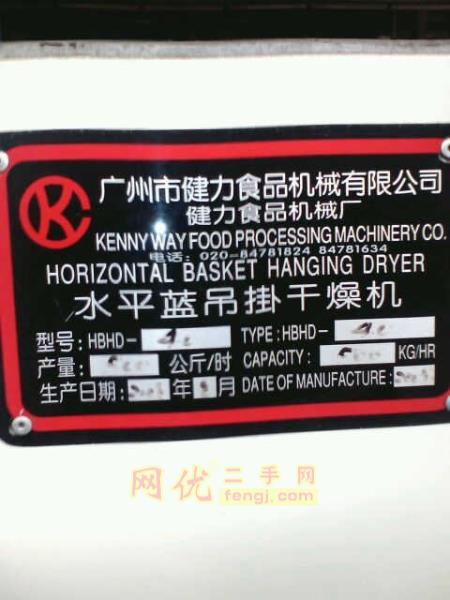 广州市健力食品机械有限公司
健力食品机械厂
KENNY WAY FOOD PROCESSING MACHINERY CO.
电话:020-84781824 84781634
HORIZONTAL BASKET HANGING DRYER
水平蓝吊掛干燥机
型号:HBHD- TYPE:HBHD-
产量: 公斤/时 CAPACITY: KG/HR
生产日期: 年 月 DATE OF MANUFACTURE:
网优二手网
fengj.com